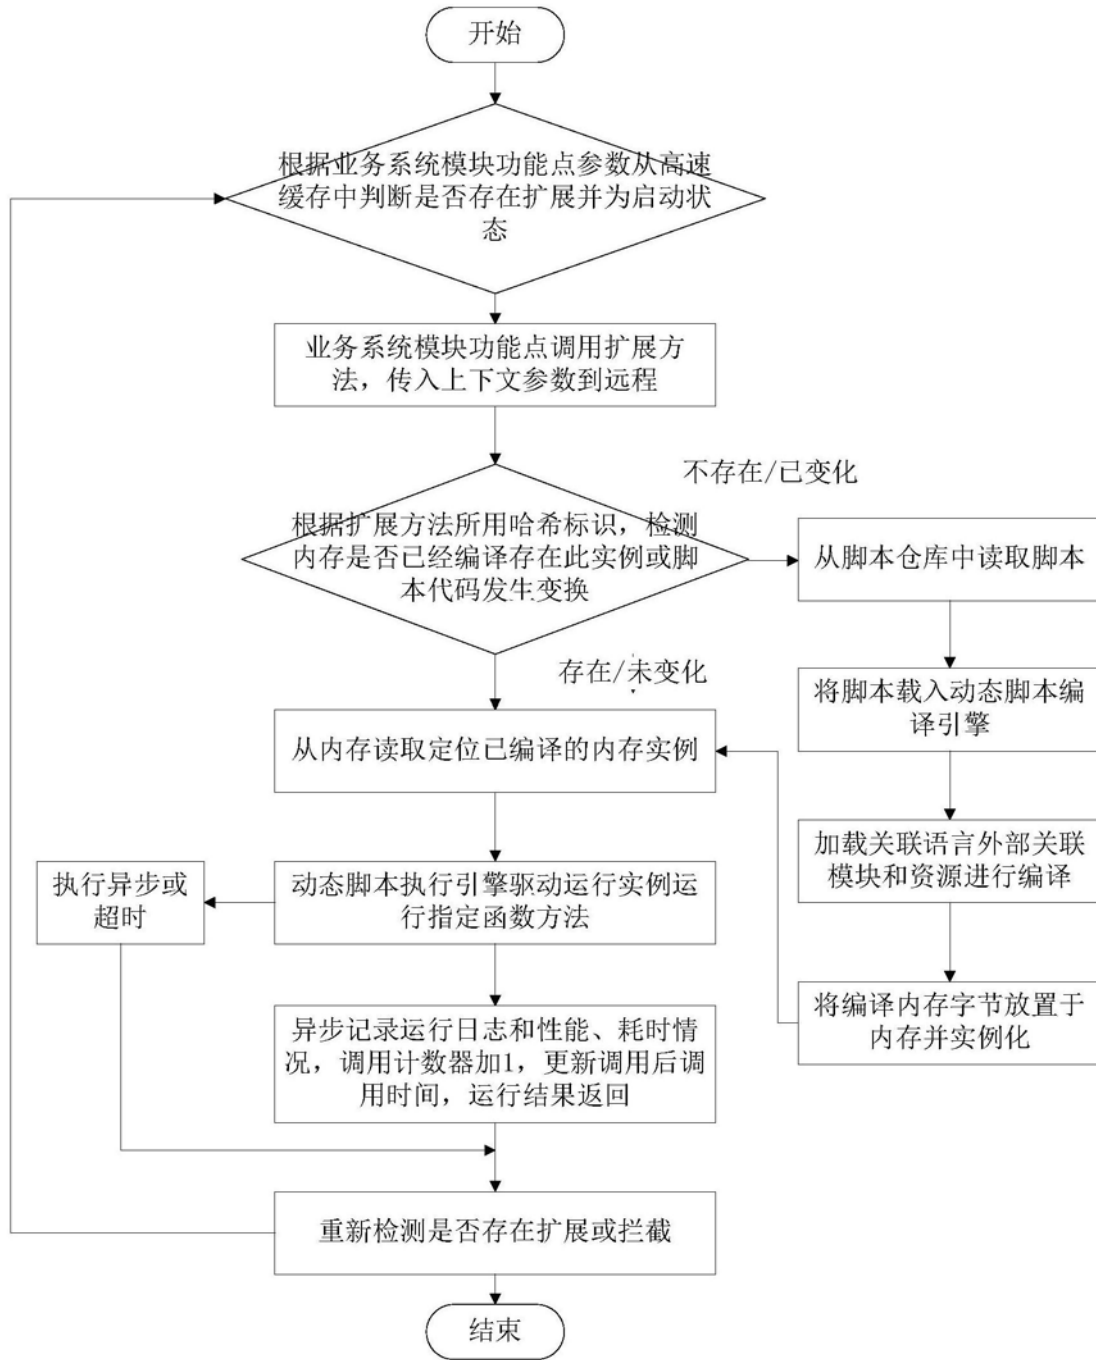 开始
根据业务系统模块功能点参数从高速
缓存中判断是否存在扩展并为启动状
态
业务系统模块功能点调用扩展方
法，传入上下文参数到远程
不存在/已变化
根据扩展方法所用哈希标识，检测
内存是否已经编译存在此实例或脚
本代码发生变换
从脚本仓库中读取脚本
存在/未变化
将脚本载入动态脚本编
译引擎
从内存读取定位已编译的内存实例
加载关联语言外部关联
模块和资源进行编译
执行异步或
超时
动态脚本执行引擎驱动运行实例运
行指定函数方法
将编译内存字节放置于
内存并实例化
异步记录运行日志和性能、耗时情
况，调用计数器加1，更新调用后调
用时间，运行结果返回
重新检测是否存在扩展或拦截
结束